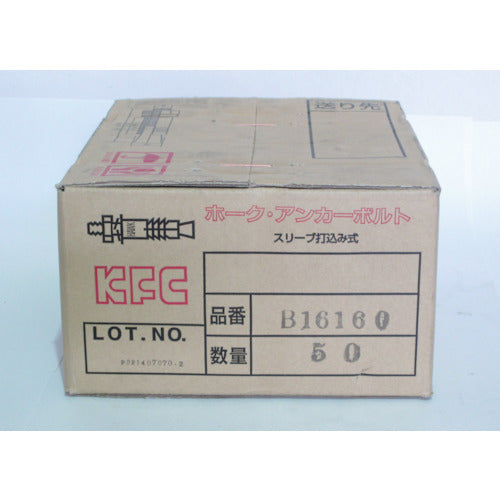 送り先
ホーク・アンカーボルト
スリーブ打込み式
KFC
LOT.NO.
品番 B16160
数量 50